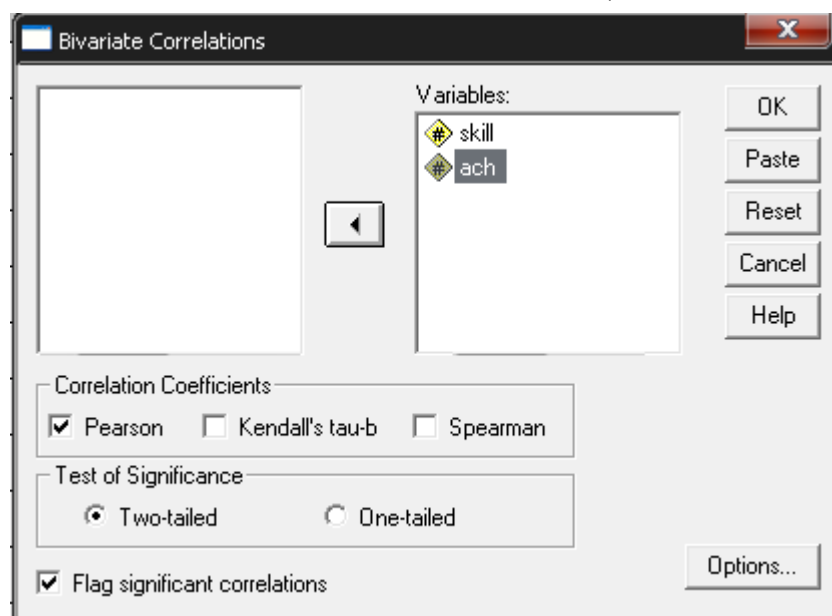 Bivariate Correlations
Variables:
skill
ach
OK
Paste
Reset
Cancel
Help
Correlation Coefficients
Pearson Kendall's tau-b Spearman
Test of Significance
Two-tailed One-tailed
Flag significant correlations
Options...